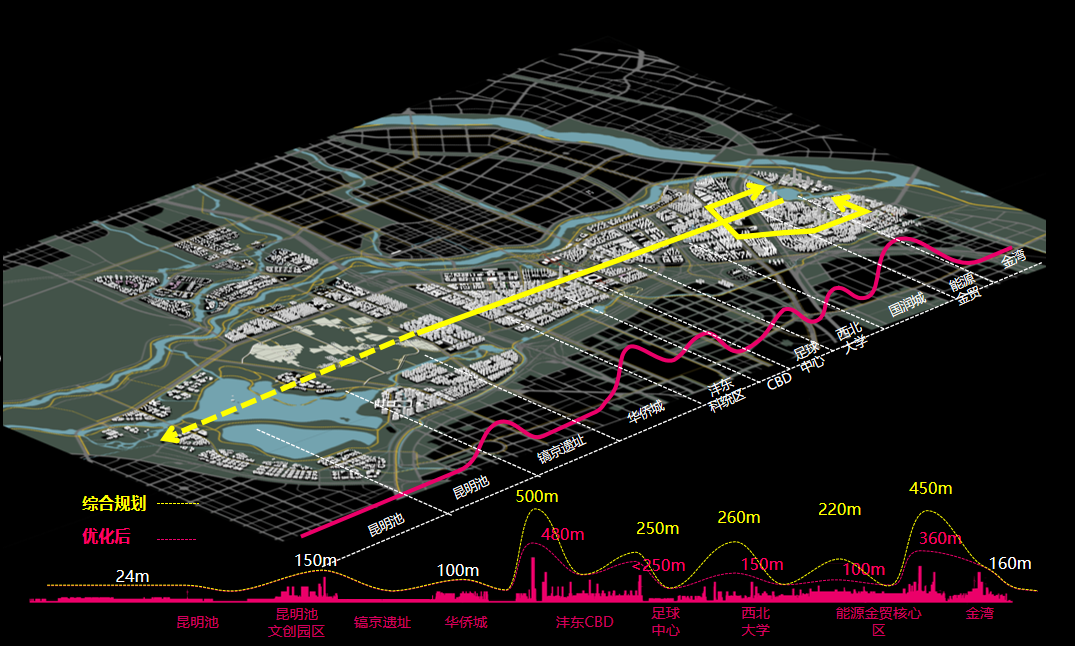 金湾
能源
金贸
国润城
西北
大学
足球
中心
CBD
沣东
科统区
华侨城
镐京遗址
昆明池
昆明池
综合规划
优化后
24m
150m
100m
500m
400m
250m
<250m
260m
150m
220m
100m
450m
360m
160m
昆明池
昆明池
文创园区
镐京遗址
华侨城
沣东CBD
足球
中心
西北
大学
能源金贸核心
区
金湾